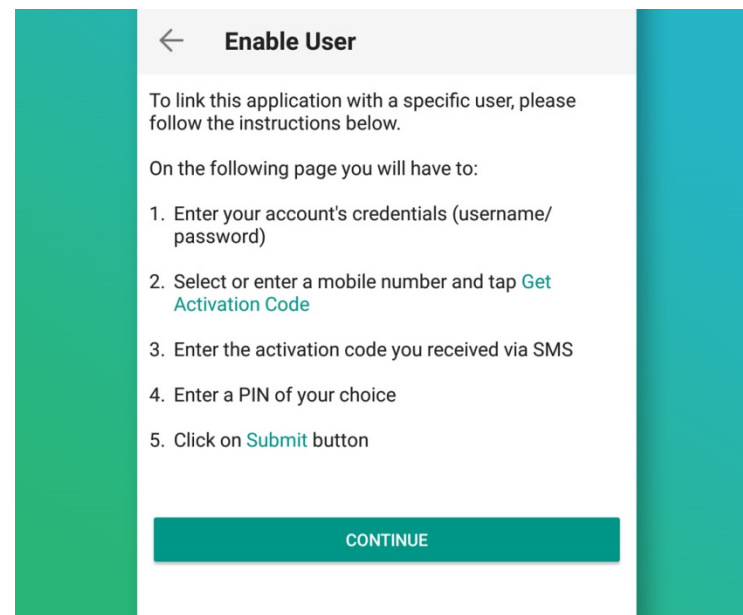 Enable User
To link this application with a specific user, please
follow the instructions below.
On the following page you will have to:
1. Enter your account's credentials (username/
password)
2. Select or enter a mobile number and tap Get
Activation Code
3. Enter the activation code you received via SMS
4. Enter a PIN of your choice
5. Click on Submit button
CONTINUE